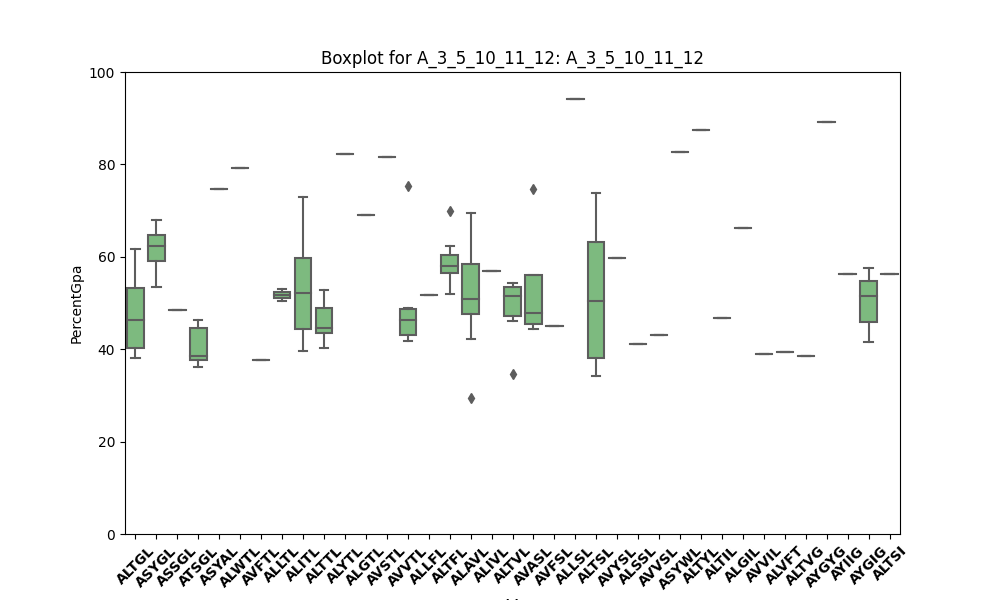 Boxplot for A_3_5_10_11_12: A_3_5_10_11_12
PercentGpa
100
80
60
40
20
0
ALTGL
ASYGL
ASSGL
ATSGL
ASYAL
ALWTL
AVFTL
ALLTL
ALITL
ALTTL
ALYTL
ALGTL
AVSTL
AVVTL
ALLFL
ALTFL
ALAVL
ALIVL
ALTVL
AVASL
AVFSL
ALLSL
ALTSL
AVYSL
ALSSL
AVVSL
ASYWL
ALTYL
ALTIL
ALGIL
AVVIL
ALVFT
ALTVG
AYGYG
AYIIG
AYGIG
ALTSI